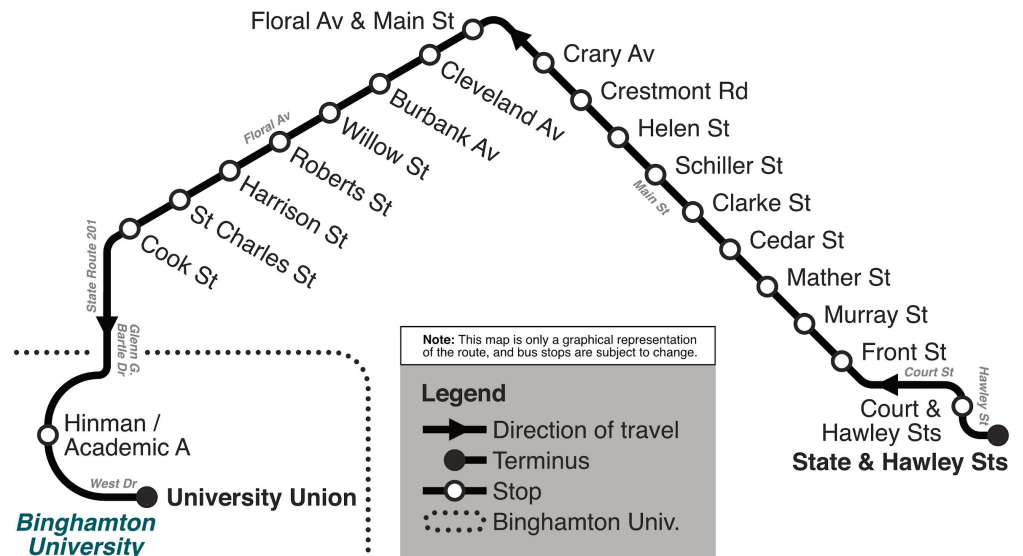 Floral Av & Main St
Crary Av
Crestmont Rd
Helen St
Schiller St
Main St
Clarke St
Cedar St
Mather St
Murray St
Front St
Court St
Hawley St
Court &
Hawley Sts
State & Hawley Sts
Cleveland Av
Burbank Av
Willow St
Floral Av
Roberts St
Harrison St
St Charles St
Cook St
State Route 201
Glenn G.
Bartle Dr
Hinman /
Academic A
West Dr
University Union
Binghamton
University
Note: This map is only a graphical representation
of the route, and bus stops are subject to change.
Legend
Direction of travel
Terminus
Stop
Binghamton Univ.